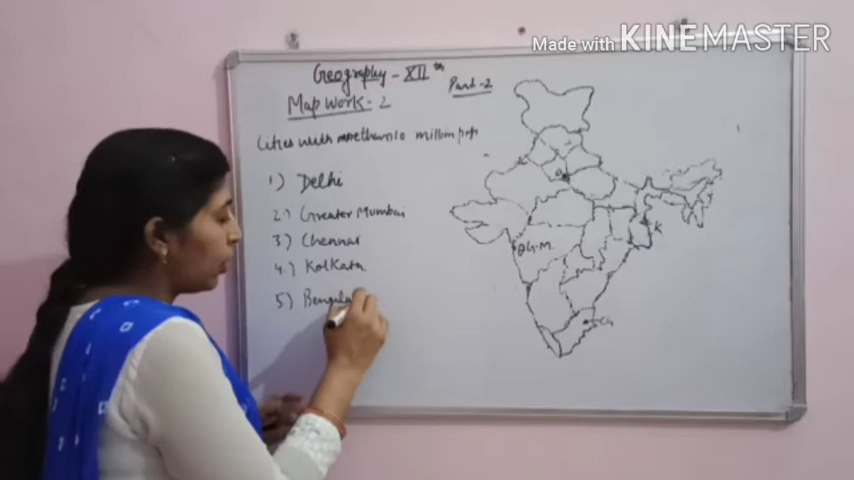 Made with KINEMASTER
Geography - XII th
Part-2
Map Work - 2
Cities with more than 10 million pop
1) Delhi
2) Greater Mumbai
3) Chennai
4) Kolkata
5) Bengal
G.M.
K
Ch